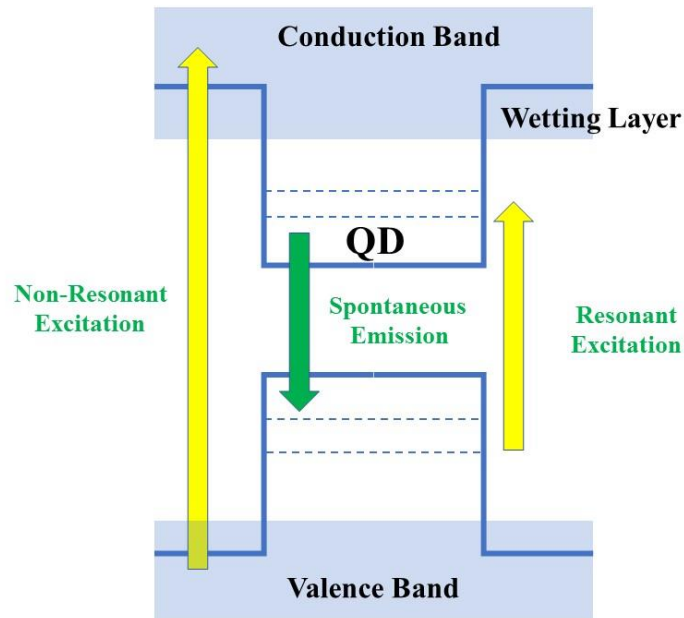 Conduction Band
Wetting Layer
QD
Non-Resonant
Excitation
Spontaneous
Emission
Resonant
Excitation
Valence Band